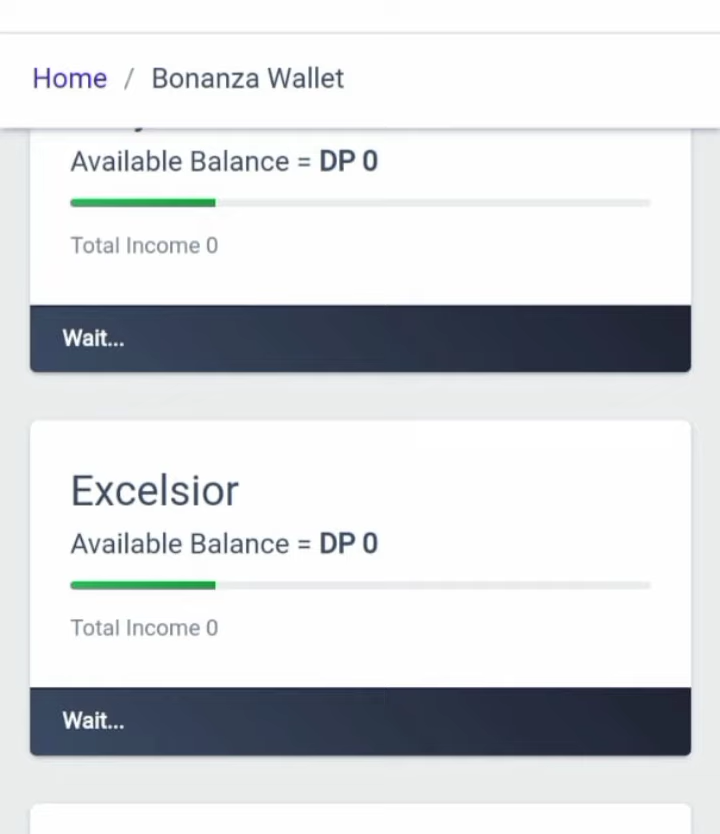 Home / Bonanza Wallet
Available Balance = DP 0
Total Income 0
Wait...
Excelsior
Available Balance = DP 0
Total Income 0
Wait...